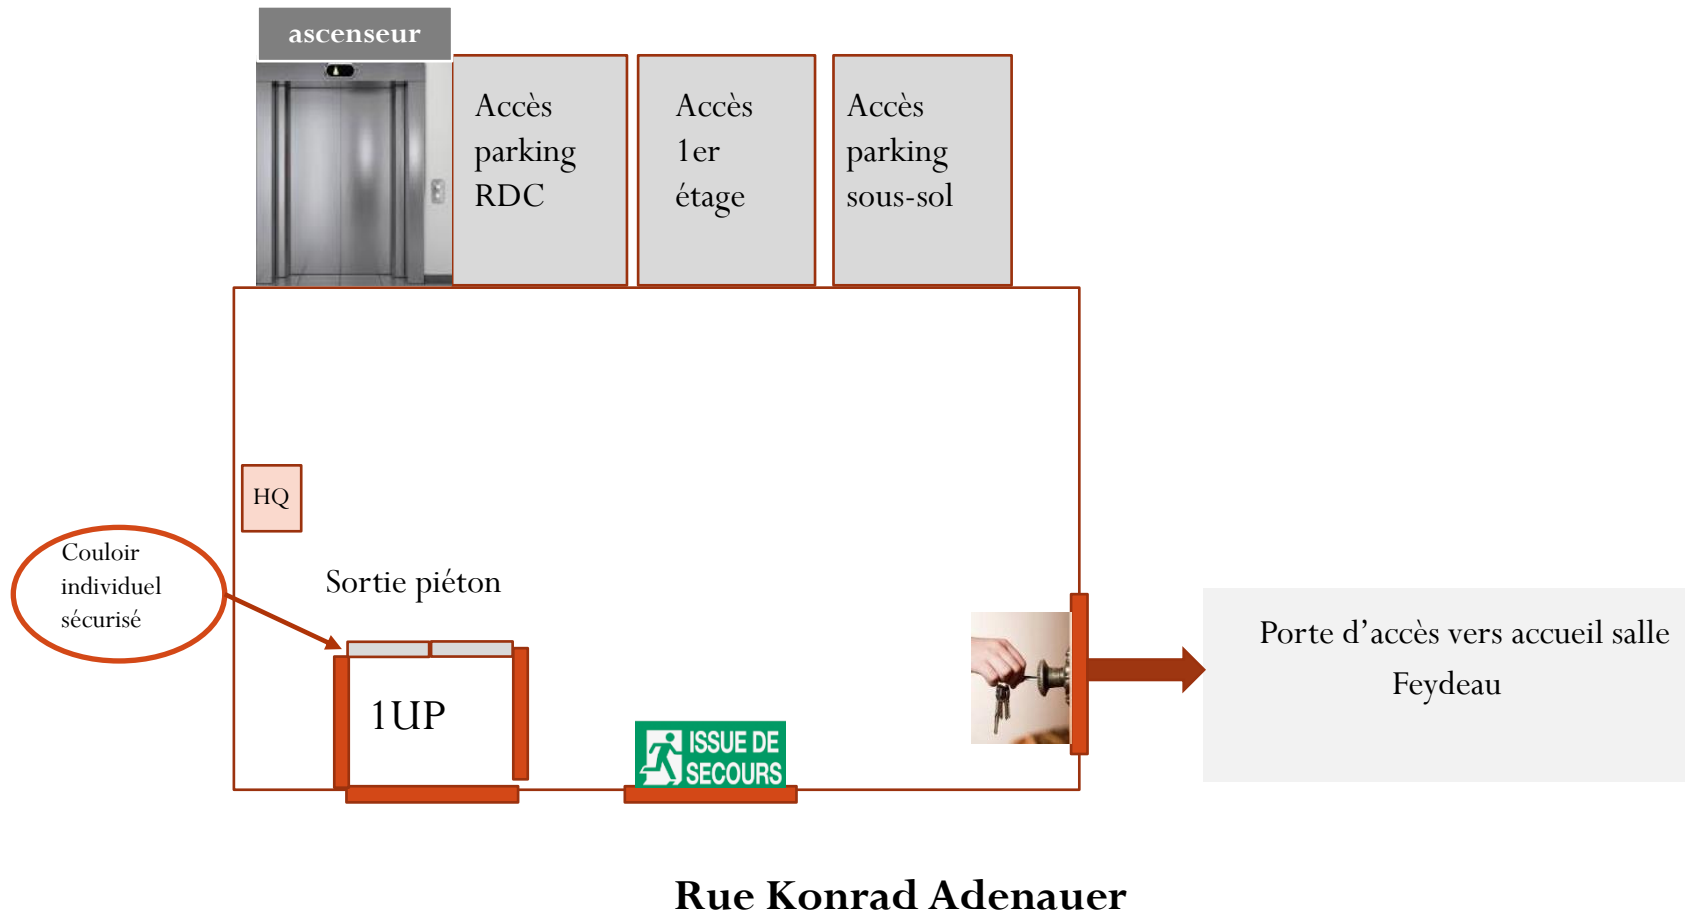 ascenseur
Accès
parking
RDC
Accès
1er
étage
Accès
parking
sous-sol
HQ
Couloir
individuel
sécurisé
Sortie piéton
1UP
ISSUE DE
SECOURS
Porte d’accès vers accueil salle
Feydeau
Rue Konrad Adenauer